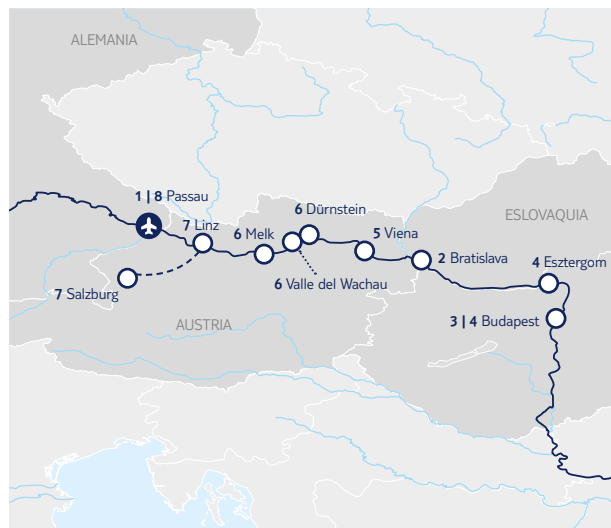 ALEMANIA
1 | 8 Passau
7 Linz
6 Melk
6 Dürnstein
5 Viena
ESLOVAQUIA
2 Bratislava
4 Esztergom
7 Salzburg
6 Valle del Wachau
AUSTRIA
3 | 4 Budapest